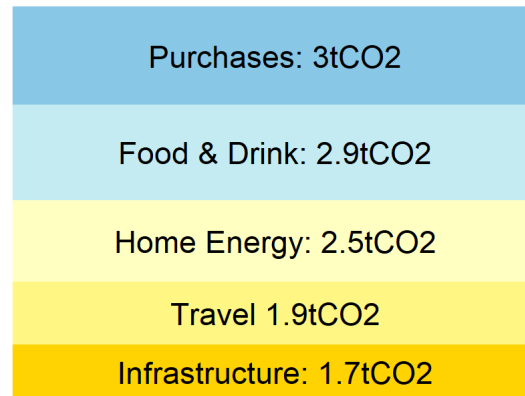 Purchases: 3tCO2
Food & Drink: 2.9tCO2
Home Energy: 2.5tCO2
Travel 1.9tCO2
Infrastructure: 1.7tCO2